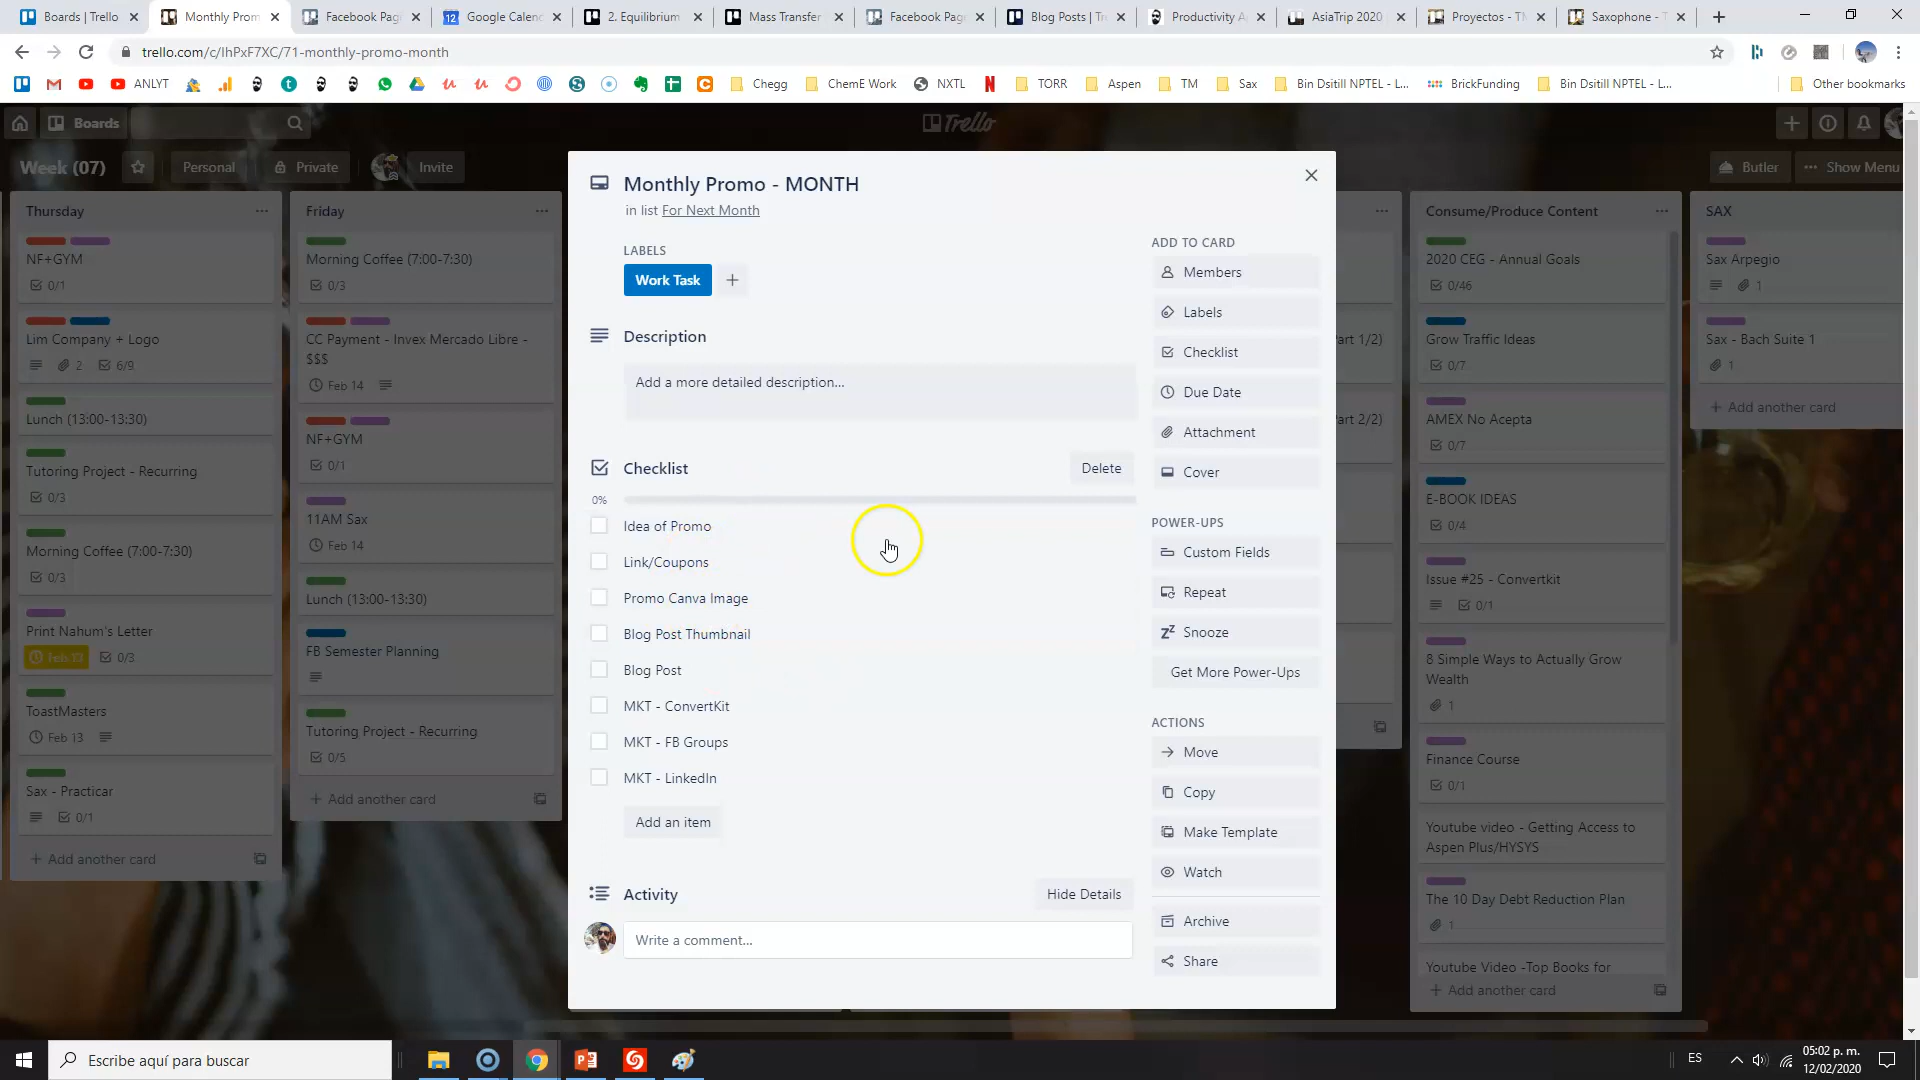 Boards | Trello
Monthly Prom
Facebook Pag
Google Calenc
2. Equilibrium
Mass Transfer
Facebook Pag
Blog Posts | Tr
Productivity A
AsiaTrip 2020
Proyectos - T
Saxophone - T
trello.com/c/IhPxF7XC/71-monthly-promo-month
ANLYT
Chegg
ChemE Work
NXTL
TORR
Aspen
TM
Sax
Bin Dsitill NPTEL - L...
BrickFunding
Bin Dsitill NPTEL - L...
Other bookmarks
Boards
Trello
Week (07)
Personal
Private
Invite
Butler
Show Menu
Thursday
NF+GYM
0/1
Lim Company + Logo
2
6/9
Lunch (13:00-13:30)
Tutoring Project - Recurring
0/3
Morning Coffee (7:00-7:30)
0/3
Print Nahum's Letter
Feb 13
0/3
ToastMasters
Feb 13
Sax - Practicar
0/1
+ Add another card
Friday
Morning Coffee (7:00-7:30)
0/3
CC Payment - Invex Mercado Libre -
$$$
Feb 14
NF+GYM
0/1
11AM Sax
Feb 14
Lunch (13:00-13:30)
FB Semester Planning
Tutoring Project - Recurring
0/5
+ Add another card
Monthly Promo - MONTH
in list For Next Month
LABELS
Work Task
Description
Add a more detailed description...
Checklist
Delete
0%
Idea of Promo
Link/Coupons
Promo Canva Image
Blog Post Thumbnail
Blog Post
MKT - ConvertKit
MKT - FB Groups
MKT - LinkedIn
Add an item
Activity
Hide Details
Write a comment...
ADD TO CARD
Members
Labels
Checklist
Due Date
Attachment
Cover
POWER-UPS
Custom Fields
Repeat
Snooze
Get More Power-Ups
ACTIONS
Move
Copy
Make Template
Watch
Archive
Share
art 1/2)
art 2/2)
Consume/Produce Content
2020 CEG - Annual Goals
0/46
Grow Traffic Ideas
0/7
AMEX No Acepta
0/7
E-BOOK IDEAS
0/4
Issue #25 - Convertkit
0/1
8 Simple Ways to Actually Grow
Wealth
1
Finance Course
0/1
Youtube video - Getting Access to
Aspen Plus/HYSYS
The 10 Day Debt Reduction Plan
1
Youtube Video -Top Books for
+ Add another card
SAX
Sax Arpegio
1
Sax - Bach Suite 1
1
+ Add another card
Escribe aquí para buscar
ES
05:02 p. m.
12/02/2020